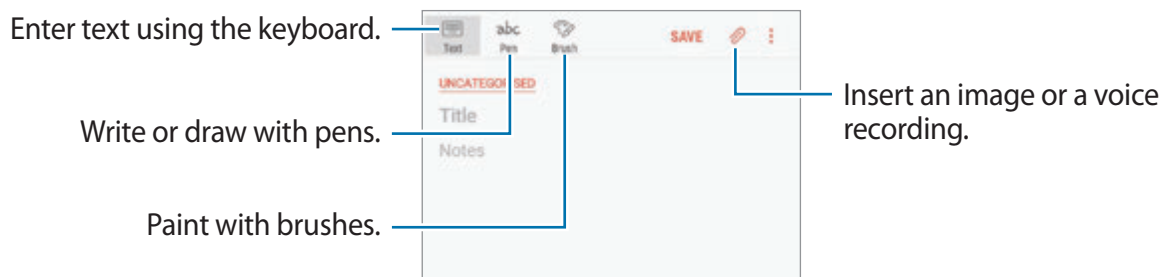 Enter text using the keyboard.
Write or draw with pens.
Paint with brushes.
abc
Text
Pen
Brush
SAVE
UNCATEGORISED
Title
Notes
Insert an image or a voice
recording.